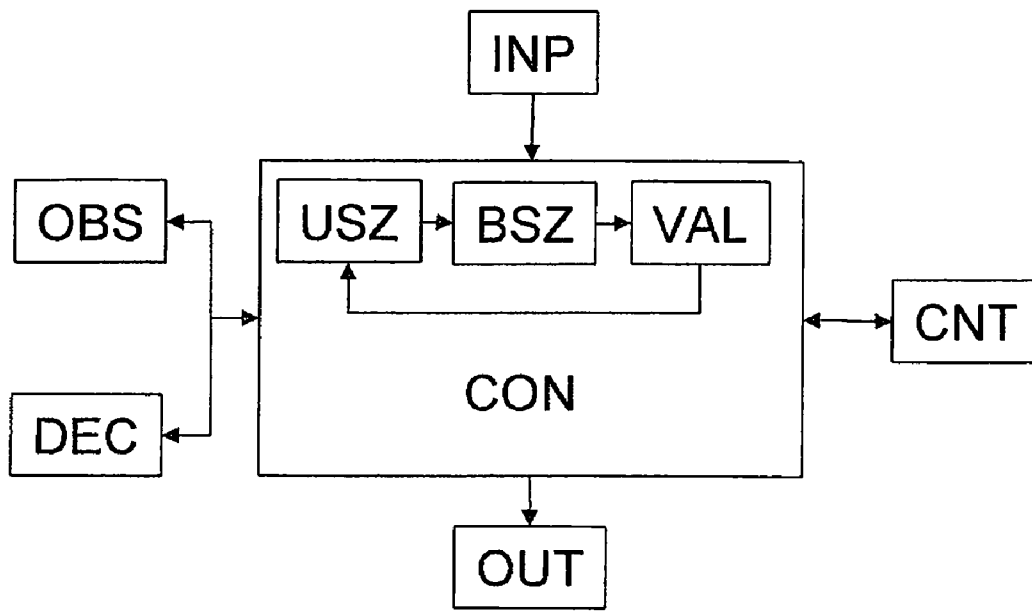 INP
OBS
USZ
BSZ
VAL
CNT
CON
DEC
OUT